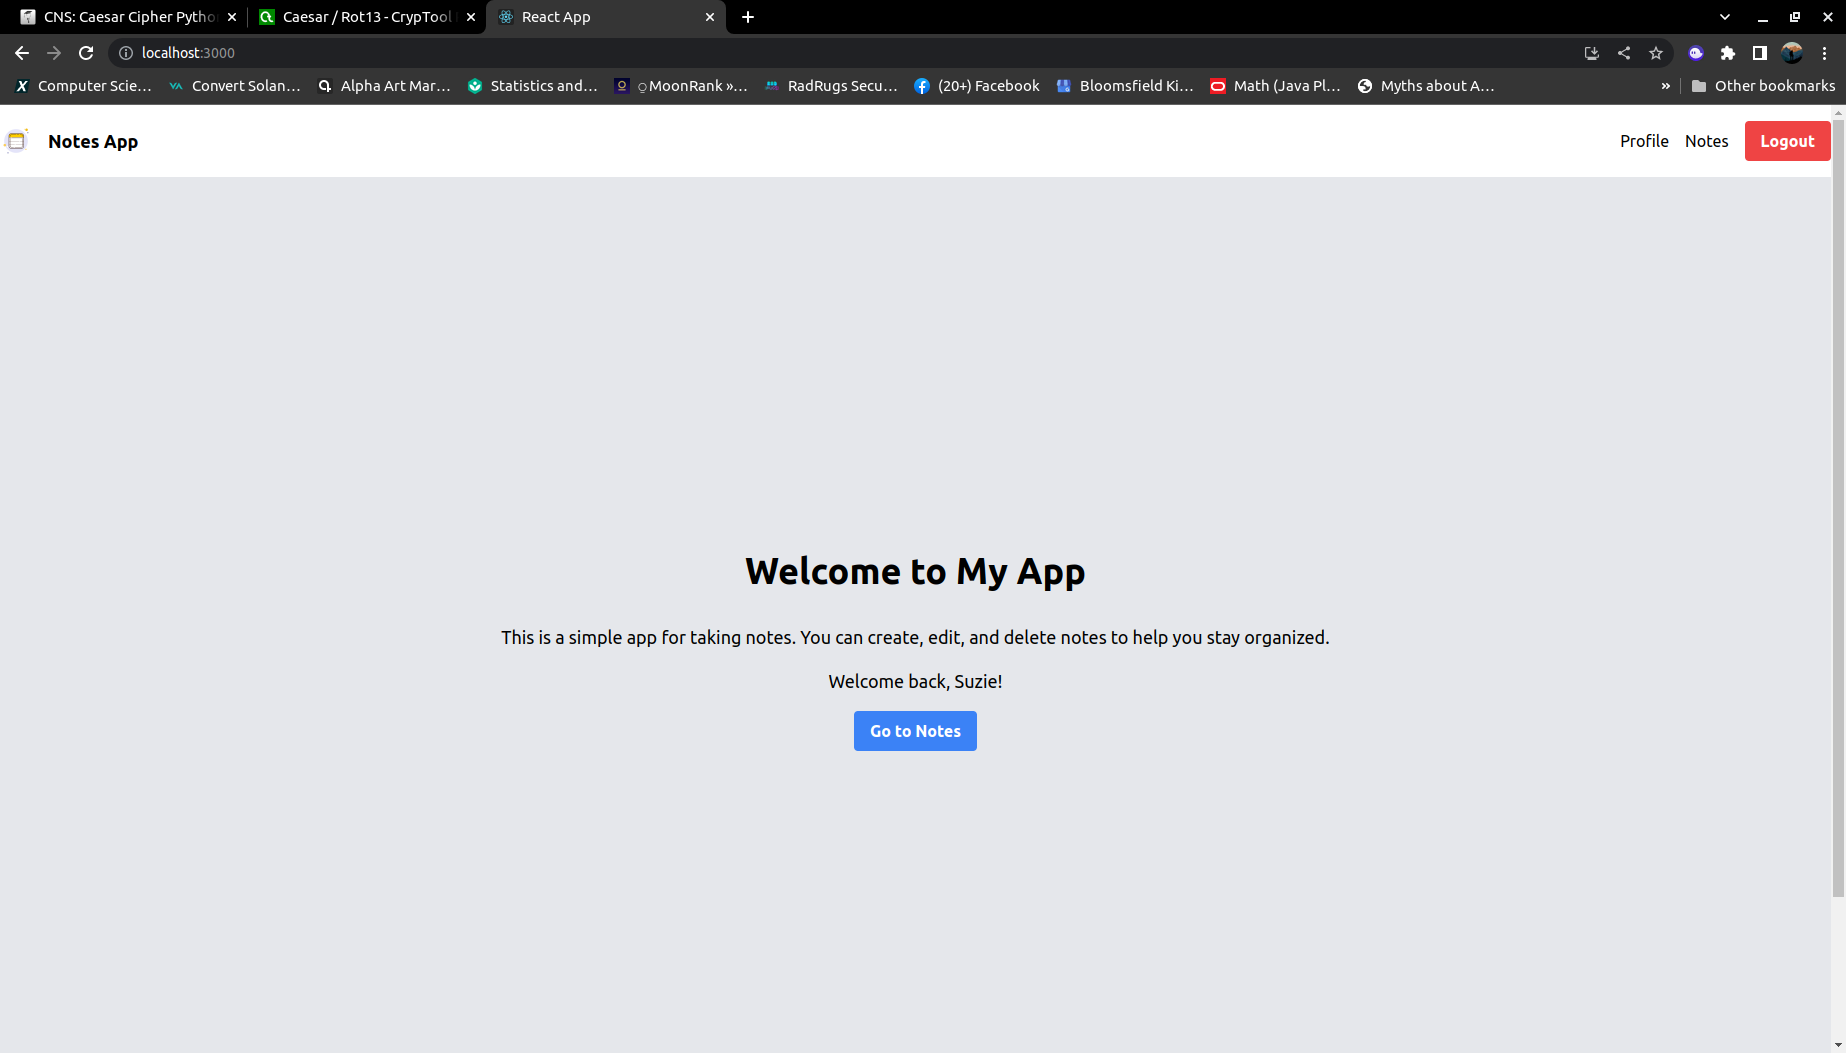 CNS: Caesar Cipher Pytho
Caesar / Rot13 - CrypTool
React App
localhost:3000
Computer Scie...
Convert Solan...
Alpha Art Mar...
Statistics and...
MoonRank »...
RadRugs Secu...
(20+) Facebook
Bloomsfield Ki...
Math (Java Pl...
Myths about A...
»
Other bookmarks
Notes App
Profile
Notes
Logout
Welcome to My App
This is a simple app for taking notes. You can create, edit, and delete notes to help you stay organized.
Welcome back, Suzie!
Go to Notes